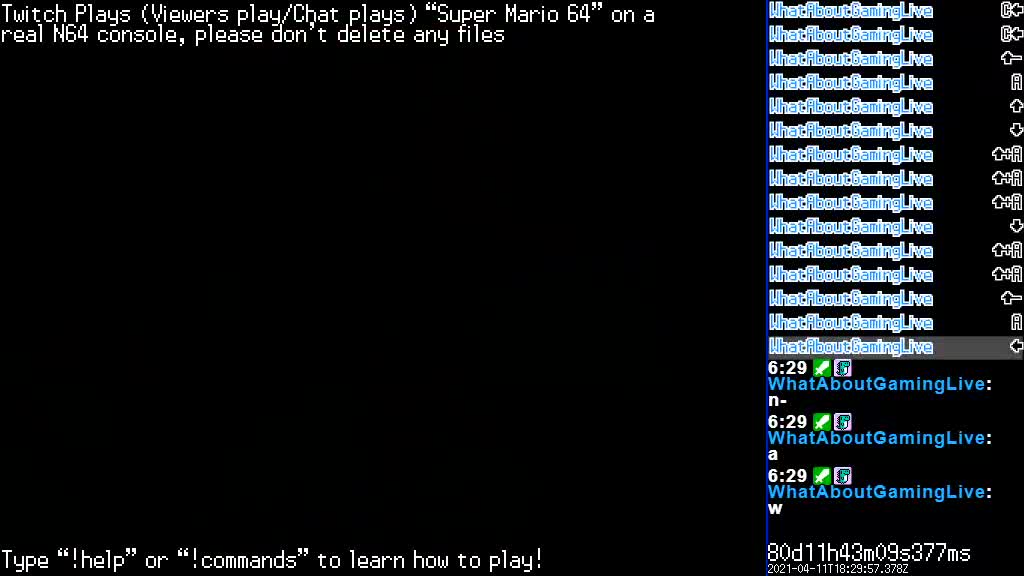 Twitch Plays (Viewers play/Chat plays) “Super Mario 64” on a
real N64 console, please don't delete any files
WhatAboutGamingLive C←
WhatAboutGamingLive C←
WhatAboutGamingLive ↑-
WhatAboutGamingLive A
WhatAboutGamingLive ↑
WhatAboutGamingLive ↓
WhatAboutGamingLive ↑+A
WhatAboutGamingLive ↑+A
WhatAboutGamingLive ↑+A
WhatAboutGamingLive ↓
WhatAboutGamingLive ↑+A
WhatAboutGamingLive ↑+A
WhatAboutGamingLive ↑-
WhatAboutGamingLive A
WhatAboutGamingLive ←
6:29
WhatAboutGamingLive:
n-
6:29
WhatAboutGamingLive:
a
6:29
WhatAboutGamingLive:
w
80d11h43m09s377ms
2021-04-11T18:29:57.378Z
Type “!help” or “!commands” to learn how to play!